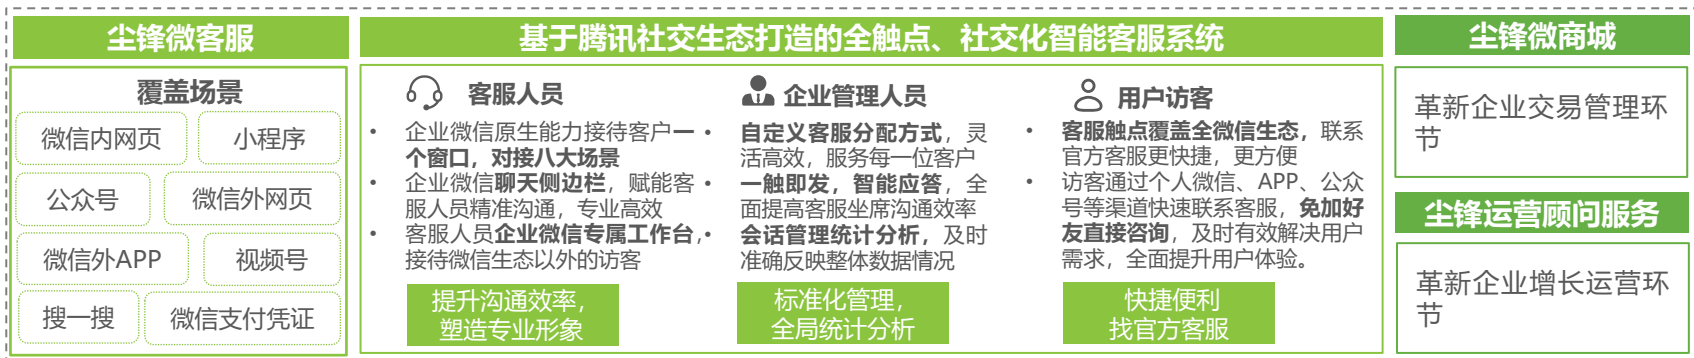 尘锋微客服
覆盖场景
微信内网页
小程序
公众号
微信外网页
微信外APP
视频号
搜一搜
微信支付凭证
基于腾讯社交生态打造的全触点、社交化智能客服系统
客服人员
• 企业微信原生能力接待客户一
个窗口，对接八大场景
• 企业微信聊天侧边栏，赋能客
服人员精准沟通，专业高效
• 客服人员企业微信专属工作台，
接待微信生态以外的访客
提升沟通效率，
塑造专业形象
企业管理人员
• 自定义客服分配方式，灵
活高效，服务每一位客户
• 一触即发，智能应答，全
面提高客服坐席沟通效率
• 会话管理统计分析，及时
准确反映整体数据情况
标准化管理，
全局统计分析
用户访客
• 客服触点覆盖全微信生态，联系
官方客服更快捷，更方便
• 访客通过个人微信、APP、公众
号等渠道快速联系客服，免加好
友直接咨询，及时有效解决用户
需求，全面提升用户体验。
快捷便利
找官方客服
尘锋微商城
革新企业交易管理环
节
尘锋运营顾问服务
革新企业增长运营环
节